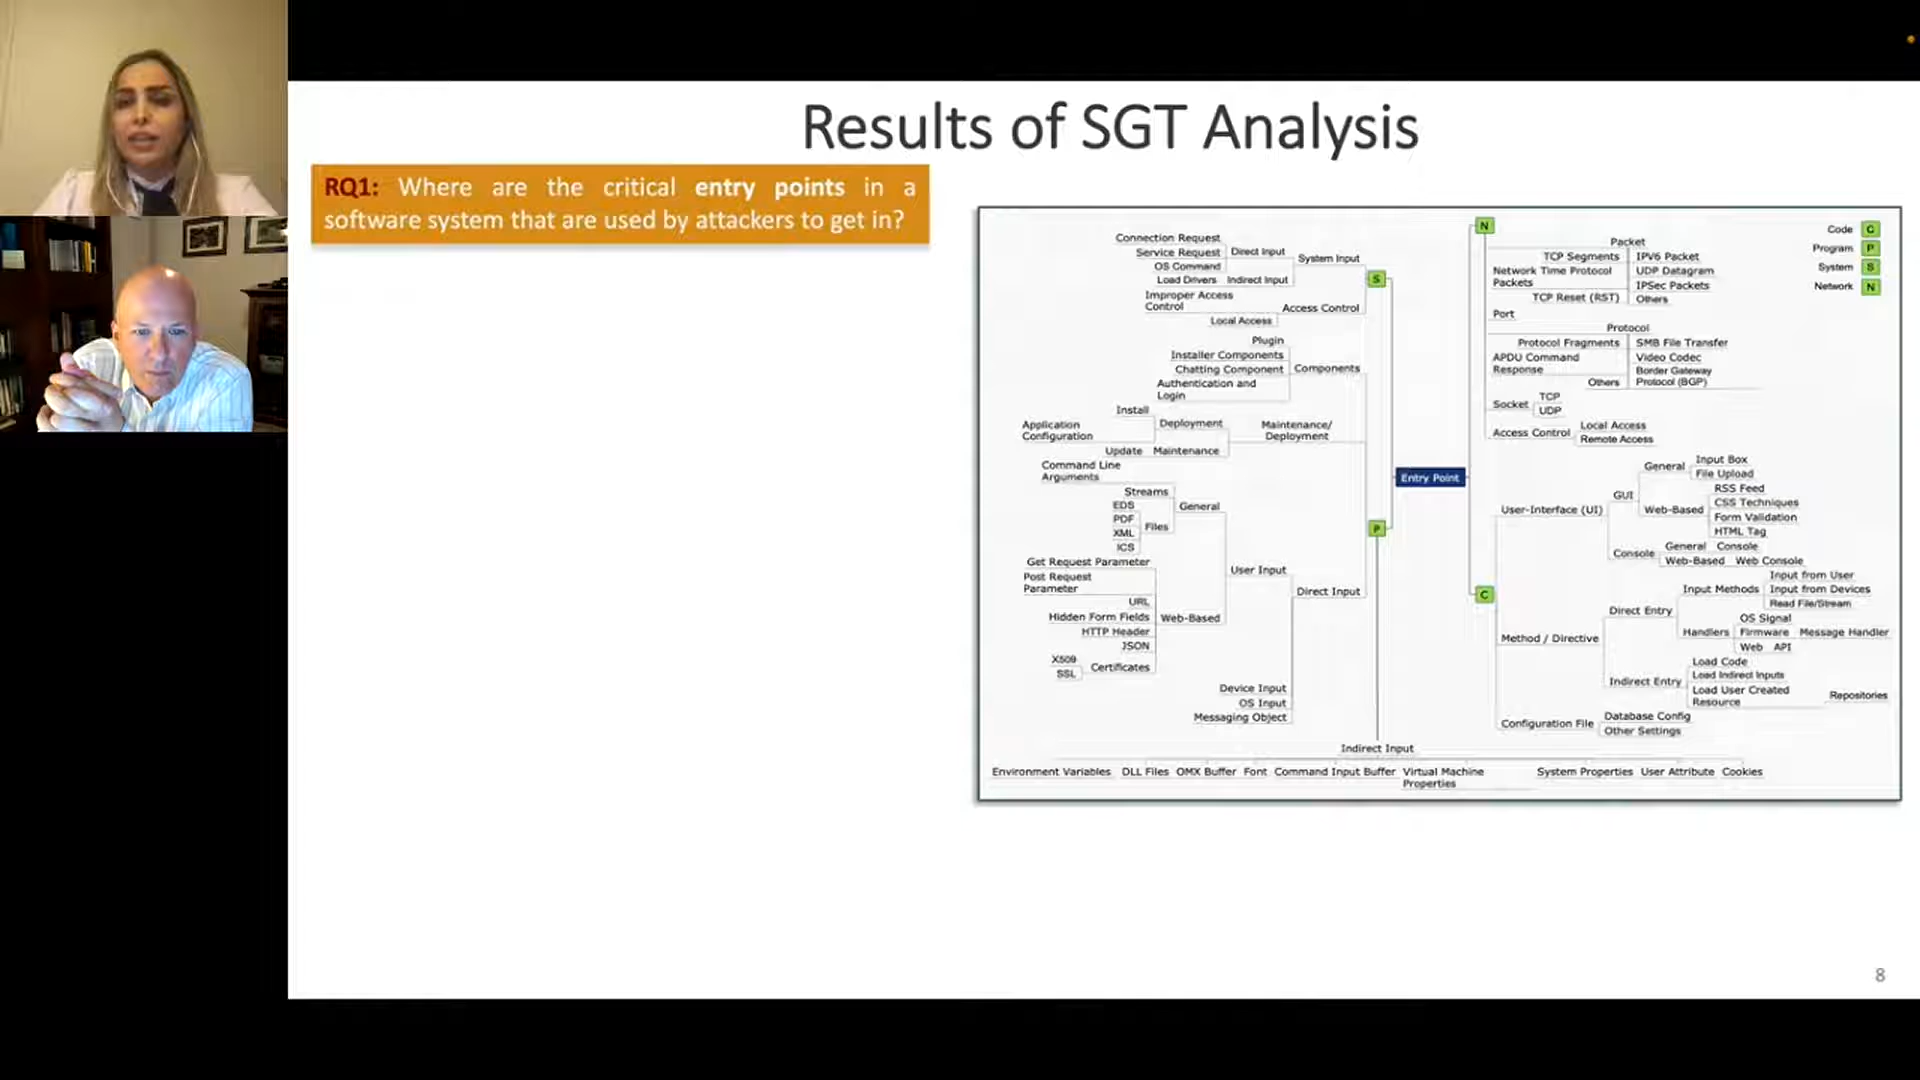 Results of SGT Analysis
RQ1: Where are the critical entry points in a
software system that are used by attackers to get in?
Connection Request
Service Request
Direct Input
OS Command
System Input
Load Drivers
Indirect Input
Improper Access
Control
Access Control
Local Access
S
Plugin
Installer Components
Chatting Component
Components
Authentication and
Login
Install
Application
Configuration
Deployment
Maintenance/
Deployment
Update
Maintenance
Command Line
Arguments
Streams
EDS
PDF
XML
ICS
Files
General
Get Request Parameter
Post Request
Parameter
URL
Hidden Form Fields
Web-Based
HTTP Header
JSON
X509
SSL
Certificates
User Input
Direct Input
Device Input
OS Input
Messaging Object
P
Indirect Input
Environment Variables
DLL Files
OMX Buffer
Font
Command Input Buffer
Virtual Machine
Properties
System Properties
User Attribute
Cookies
Entry Point
N
Packet
TCP Segments
IPV6 Packet
Network Time Protocol
Packets
UDP Datagram
IPSec Packets
TCP Reset (RST)
Others
Port
Protocol
Protocol Fragments
SMB File Transfer
APDU Command
Response
Video Codec
Border Gateway
Protocol (BGP)
Others
Socket
TCP
UDP
Access Control
Local Access
Remote Access
Code C
Program P
System S
Network N
C
User-Interface (UI)
GUI
General
Input Box
File Upload
Web-Based
RSS Feed
CSS Techniques
Form Validation
HTML Tag
Console
General
Console
Web-Based
Web Console
Method / Directive
Direct Entry
Input Methods
Input from User
Input from Devices
Read File/Stream
Handlers
OS Signal
Firmware
Message Handler
Web
API
Indirect Entry
Load Code
Load Indirect Inputs
Load User Created
Resource
Repositories
Configuration File
Database Config
Other Settings
8